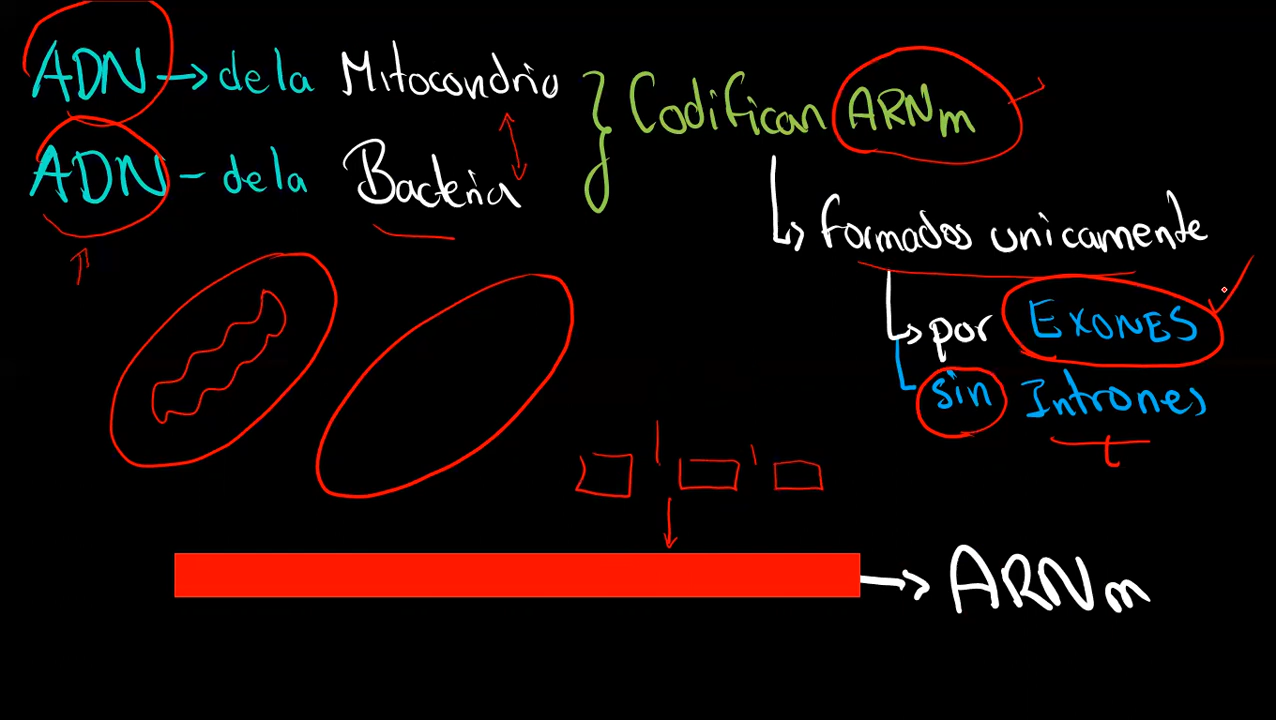 ADN → de la Mitocondria } Codifican ARNm
ADN - de la Bacteria
formados unicamente
por EXONES
sin Intrones
ARNm